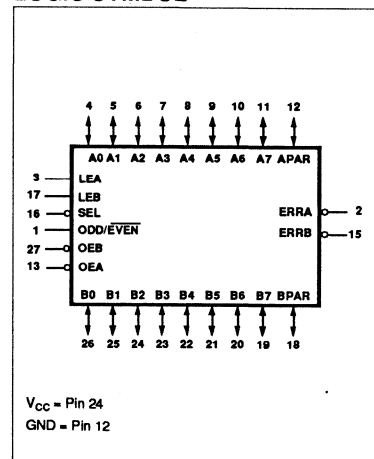 4 5 6 7 8 9 10 11 12
A0 A1 A2 A3 A4 A5 A6 A7 APAR
3 LEA
17 LEB
16 SEL
1 ODD/EVEN
27 OEB
13 OEA
ERRA 2
ERRB 15
B0 B1 B2 B3 B4 B5 B6 B7 BPAR
26 25 24 23 22 21 20 19 18
VCC = Pin 24
GND = Pin 12